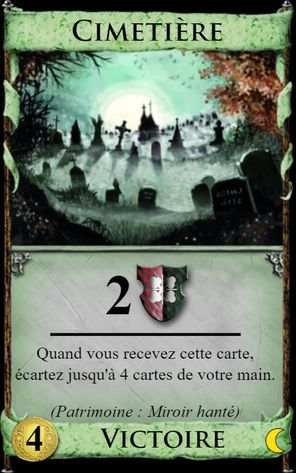 CIMETIÈRE
2
Quand vous recevez cette carte,
écartez jusqu'à 4 cartes de votre main.
(Patrimoine : Miroir hanté)
4
VICTOIRE